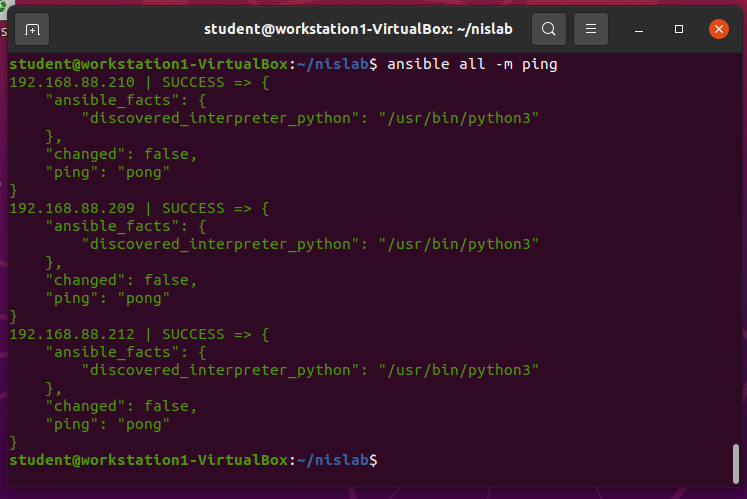 student@workstation1-VirtualBox: ~/nislab
student@workstation1-VirtualBox:~/nislab$ ansible all -m ping
192.168.88.210 | SUCCESS => {
    "ansible_facts": {
        "discovered_interpreter_python": "/usr/bin/python3"
    },
    "changed": false,
    "ping": "pong"
}
192.168.88.209 | SUCCESS => {
    "ansible_facts": {
        "discovered_interpreter_python": "/usr/bin/python3"
    },
    "changed": false,
    "ping": "pong"
}
192.168.88.212 | SUCCESS => {
    "ansible_facts": {
        "discovered_interpreter_python": "/usr/bin/python3"
    },
    "changed": false,
    "ping": "pong"
}
student@workstation1-VirtualBox:~/nislab$